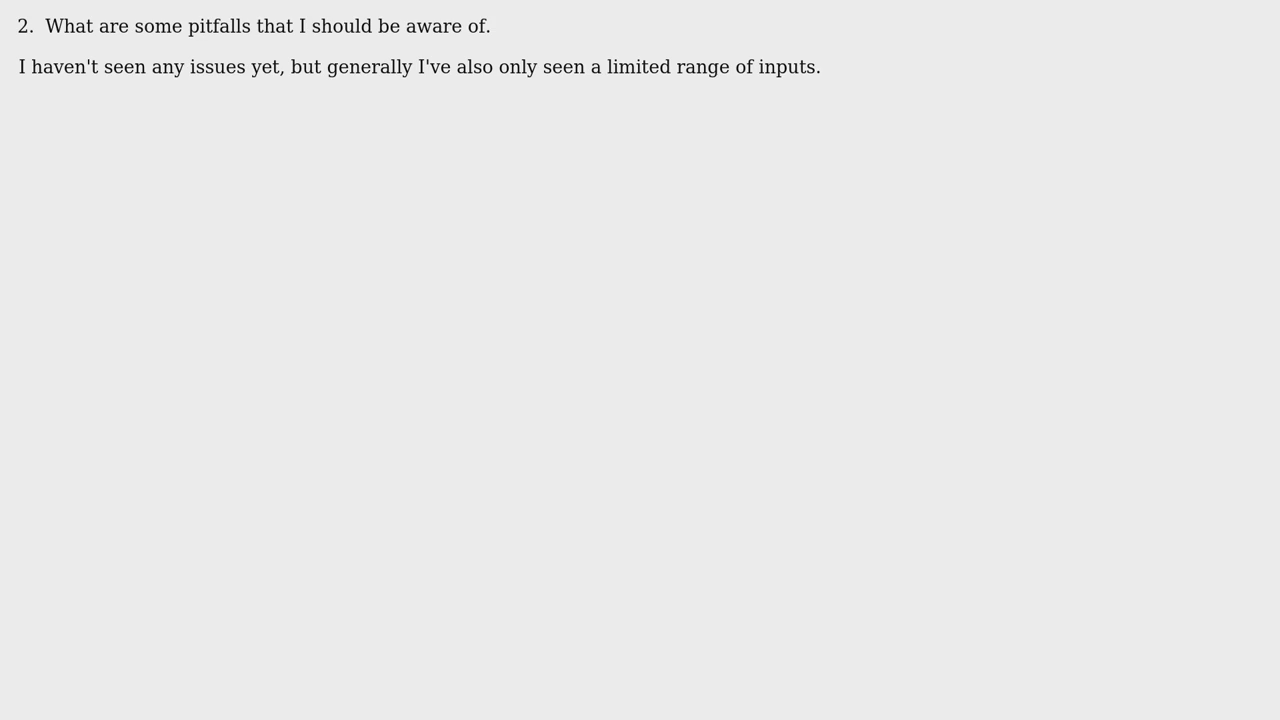 2.  What are some pitfalls that I should be aware of.
I haven't seen any issues yet, but generally I've also only seen a limited range of inputs.